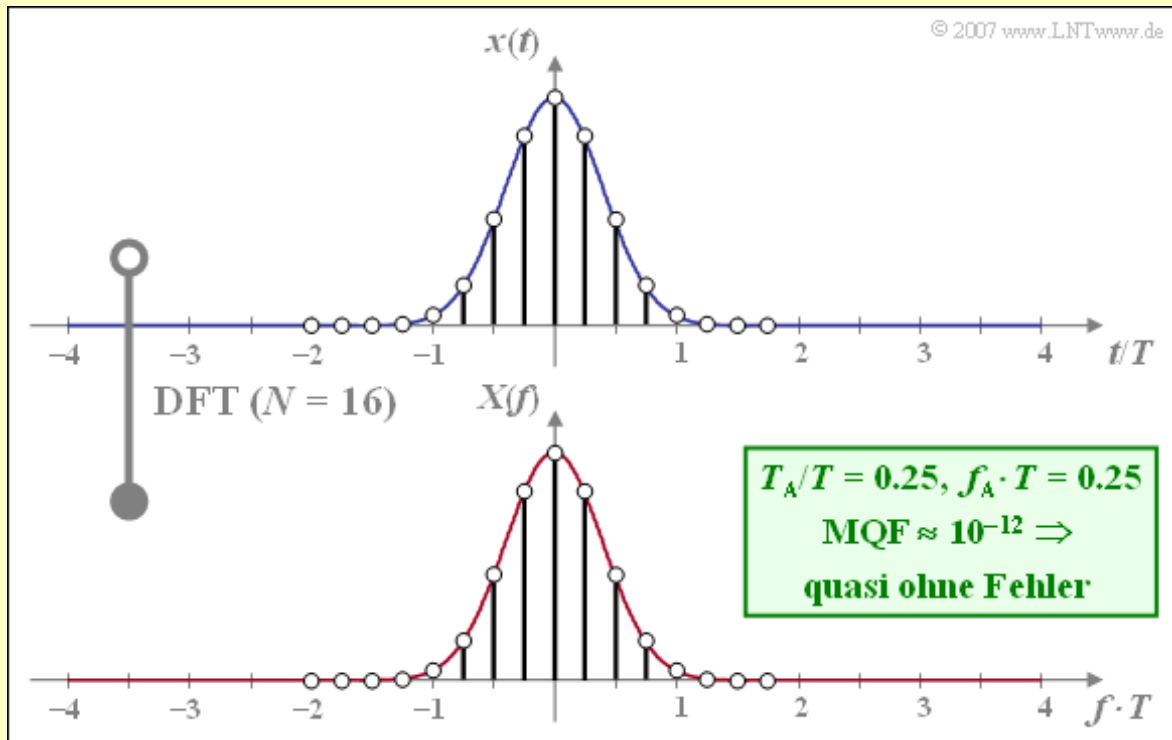 © 2007 www.LNTwww.de
x(t)
−4 −3 −2 −1 1 2 3 4 t/T
DFT (N = 16)
X(f)
T_A/T = 0.25, f_A · T = 0.25
MQF ≈ 10⁻¹² ⇒
quasi ohne Fehler
−4 −3 −2 −1 1 2 3 4 f · T